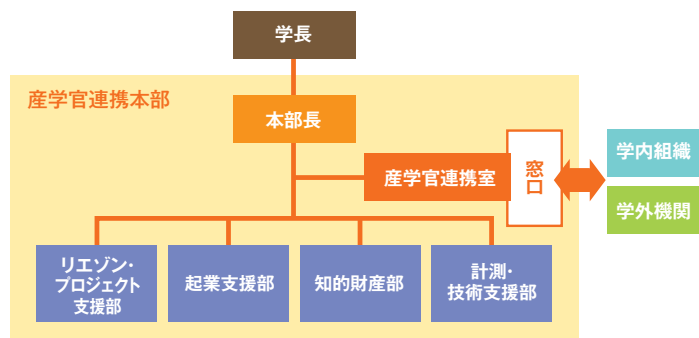 学長
産学官連携本部
本部長
産学官連携室
窓口
学内組織
学外機関
リエゾン・
プロジェクト
支援部
起業支援部
知的財産部
計測・
技術支援部